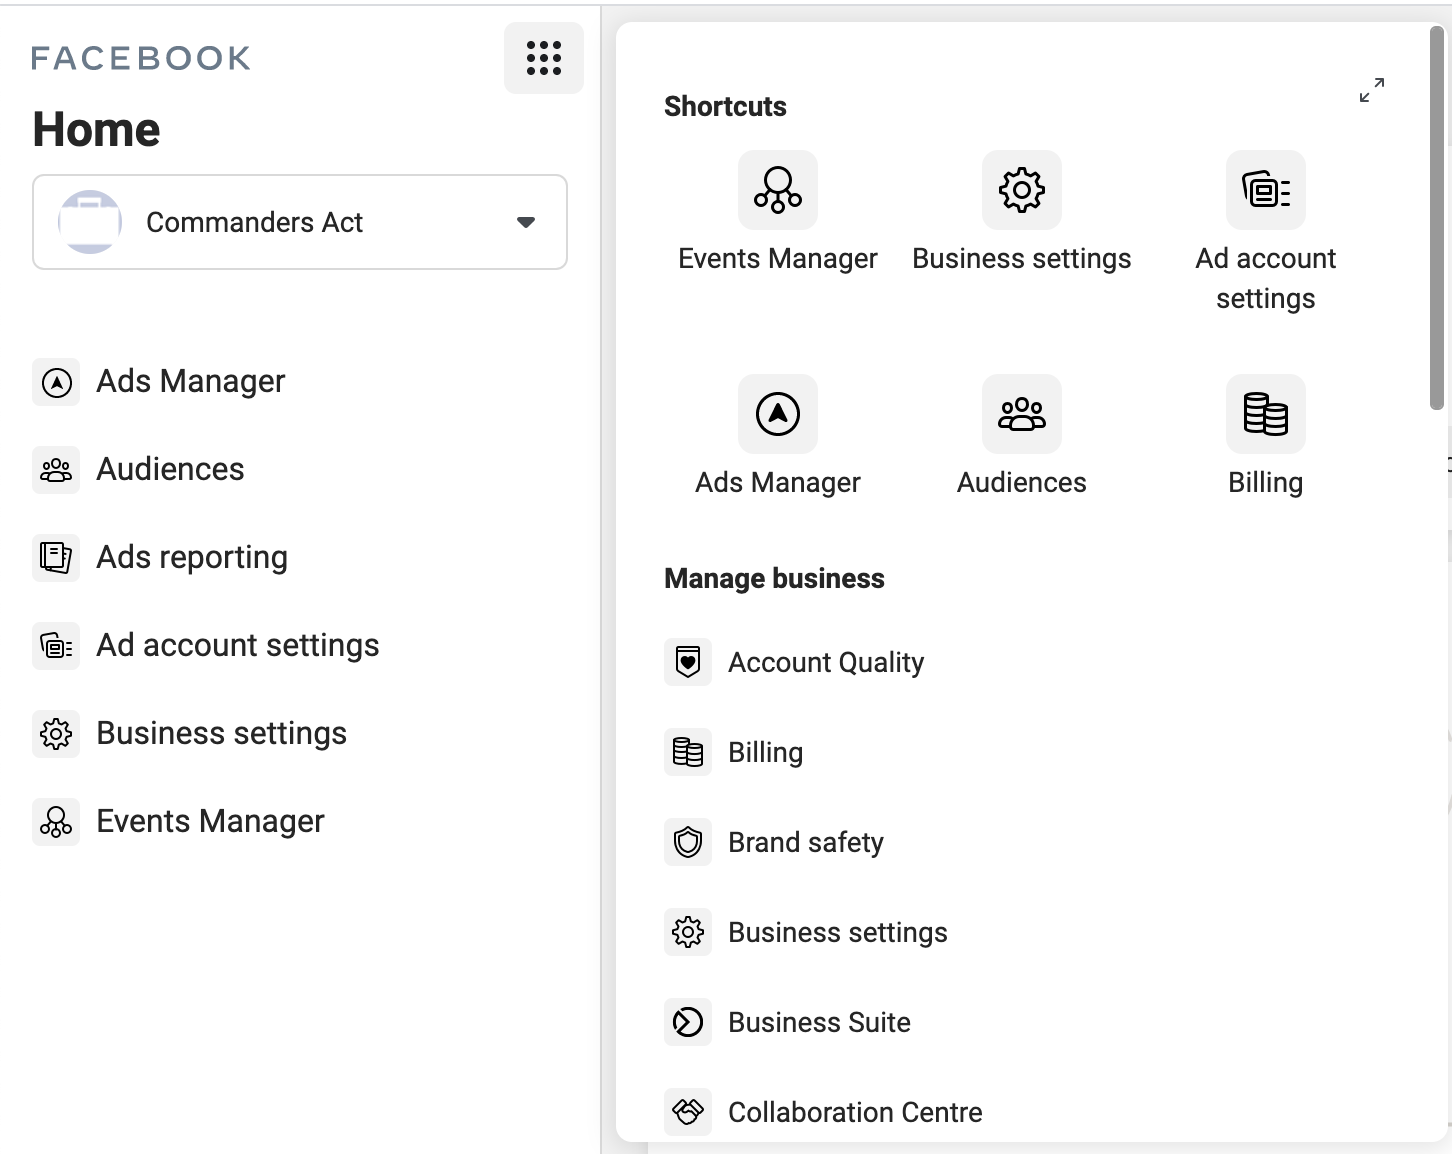 FACEBOOK
Home
Commanders Act
Ads Manager
Audiences
Ads reporting
Ad account settings
Business settings
Events Manager
Shortcuts
Events Manager
Business settings
Ad account
settings
Ads Manager
Audiences
Billing
Manage business
Account Quality
Billing
Brand safety
Business settings
Business Suite
Collaboration Centre